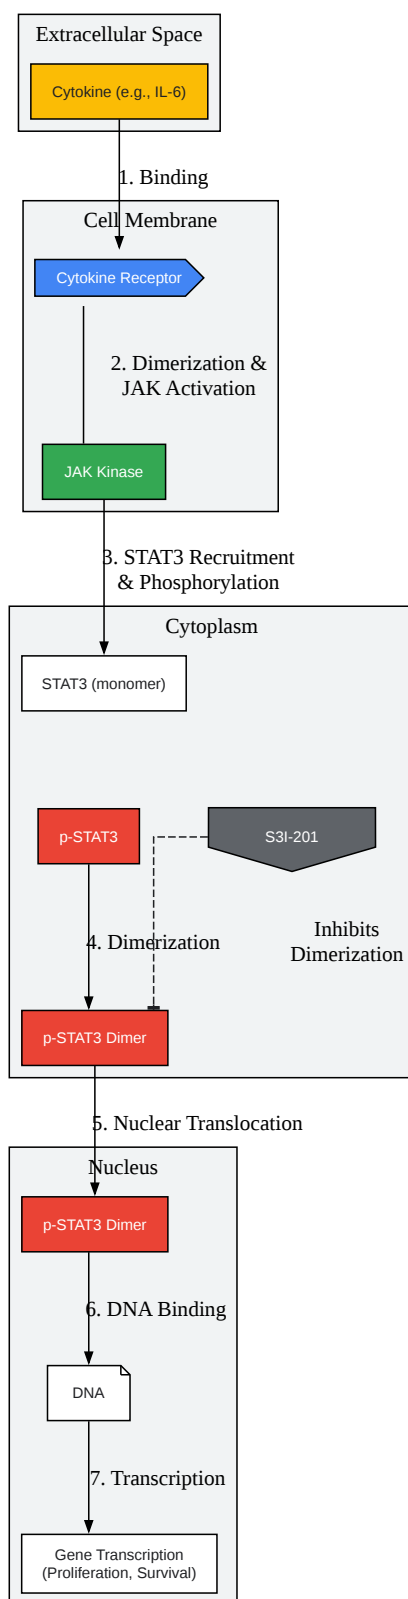 Extracellular Space
Cytokine (e.g., IL-6)
1. Binding
Cell Membrane
Cytokine Receptor
2. Dimerization &
JAK Activation
JAK Kinase
3. STAT3 Recruitment
& Phosphorylation
Cytoplasm
STAT3 (monomer)
p-STAT3
S3I-201
4. Dimerization
Inhibits
Dimerization
p-STAT3 Dimer
5. Nuclear Translocation
Nucleus
p-STAT3 Dimer
6. DNA Binding
DNA
7. Transcription
Gene Transcription
(Proliferation, Survival)